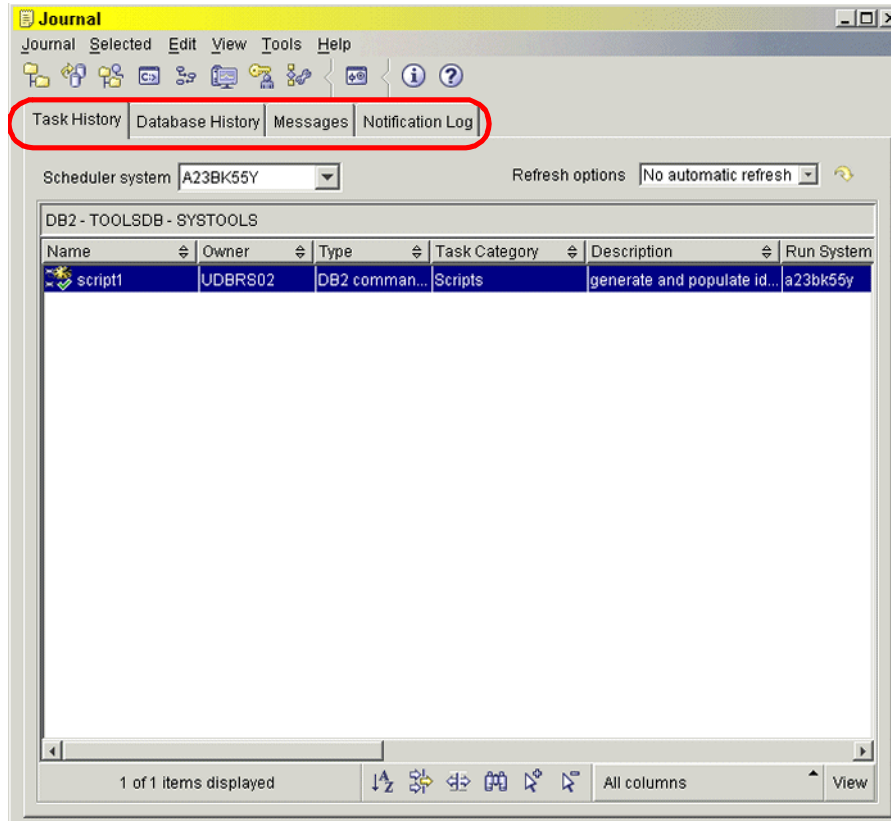 Journal
Journal Selected Edit View Tools Help
Task History Database History Messages Notification Log
Scheduler system A23BK55Y Refresh options No automatic refresh
DB2 - TOOLSDB - SYSTOOLS
Name Owner Type Task Category Description Run System
script1 UDBRS02 DB2 comman... Scripts generate and populate id... a23bk55y
1 of 1 items displayed All columns View